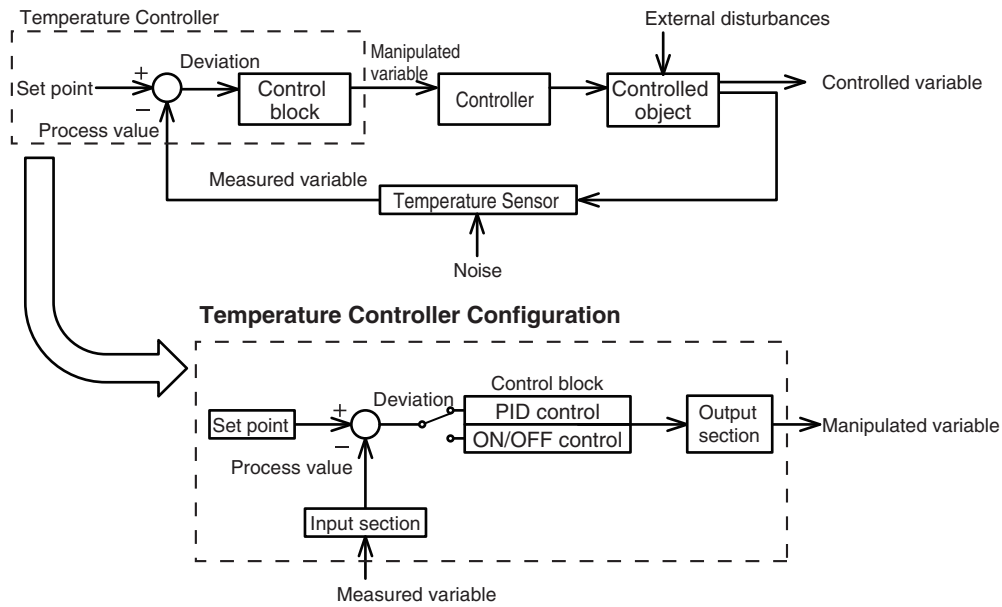 Temperature Controller
External disturbances
Set point
+
−
Deviation
Control
block
Manipulated
variable
Controller
Controlled
object
Controlled variable
Process value
Measured variable
Temperature Sensor
Noise
Temperature Controller Configuration
Set point
+
−
Deviation
Control block
PID control
ON/OFF control
Output
section
Manipulated variable
Process value
Input section
Measured variable